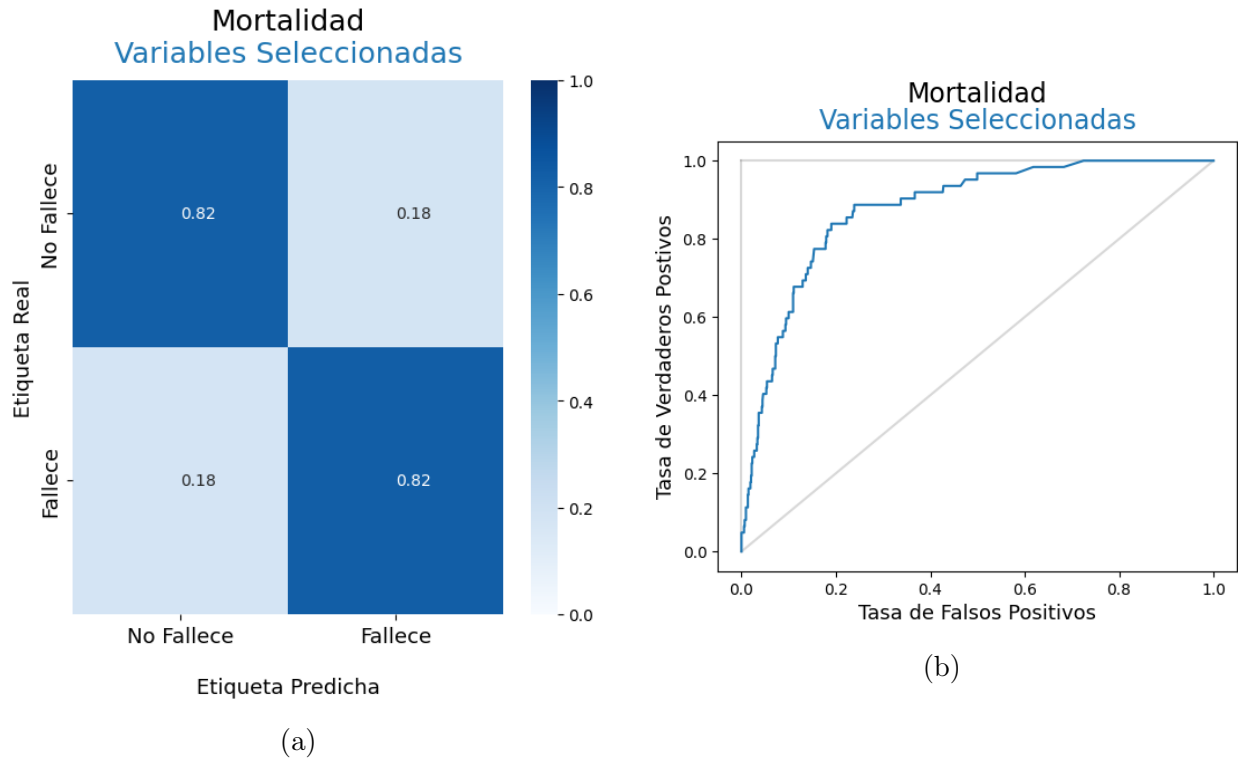 Mortalidad
Variables Seleccionadas
1.0
0.8
0.6
0.4
0.2
0.0
Etiqueta Real
No Fallece
Fallece
0.82
0.18
0.18
0.82
No Fallece
Fallece
Etiqueta Predicha
(a)
Mortalidad
Variables Seleccionadas
Tasa de Verdaderos Postivos
1.0
0.8
0.6
0.4
0.2
0.0
0.0
0.2
0.4
0.6
0.8
1.0
Tasa de Falsos Positivos
(b)